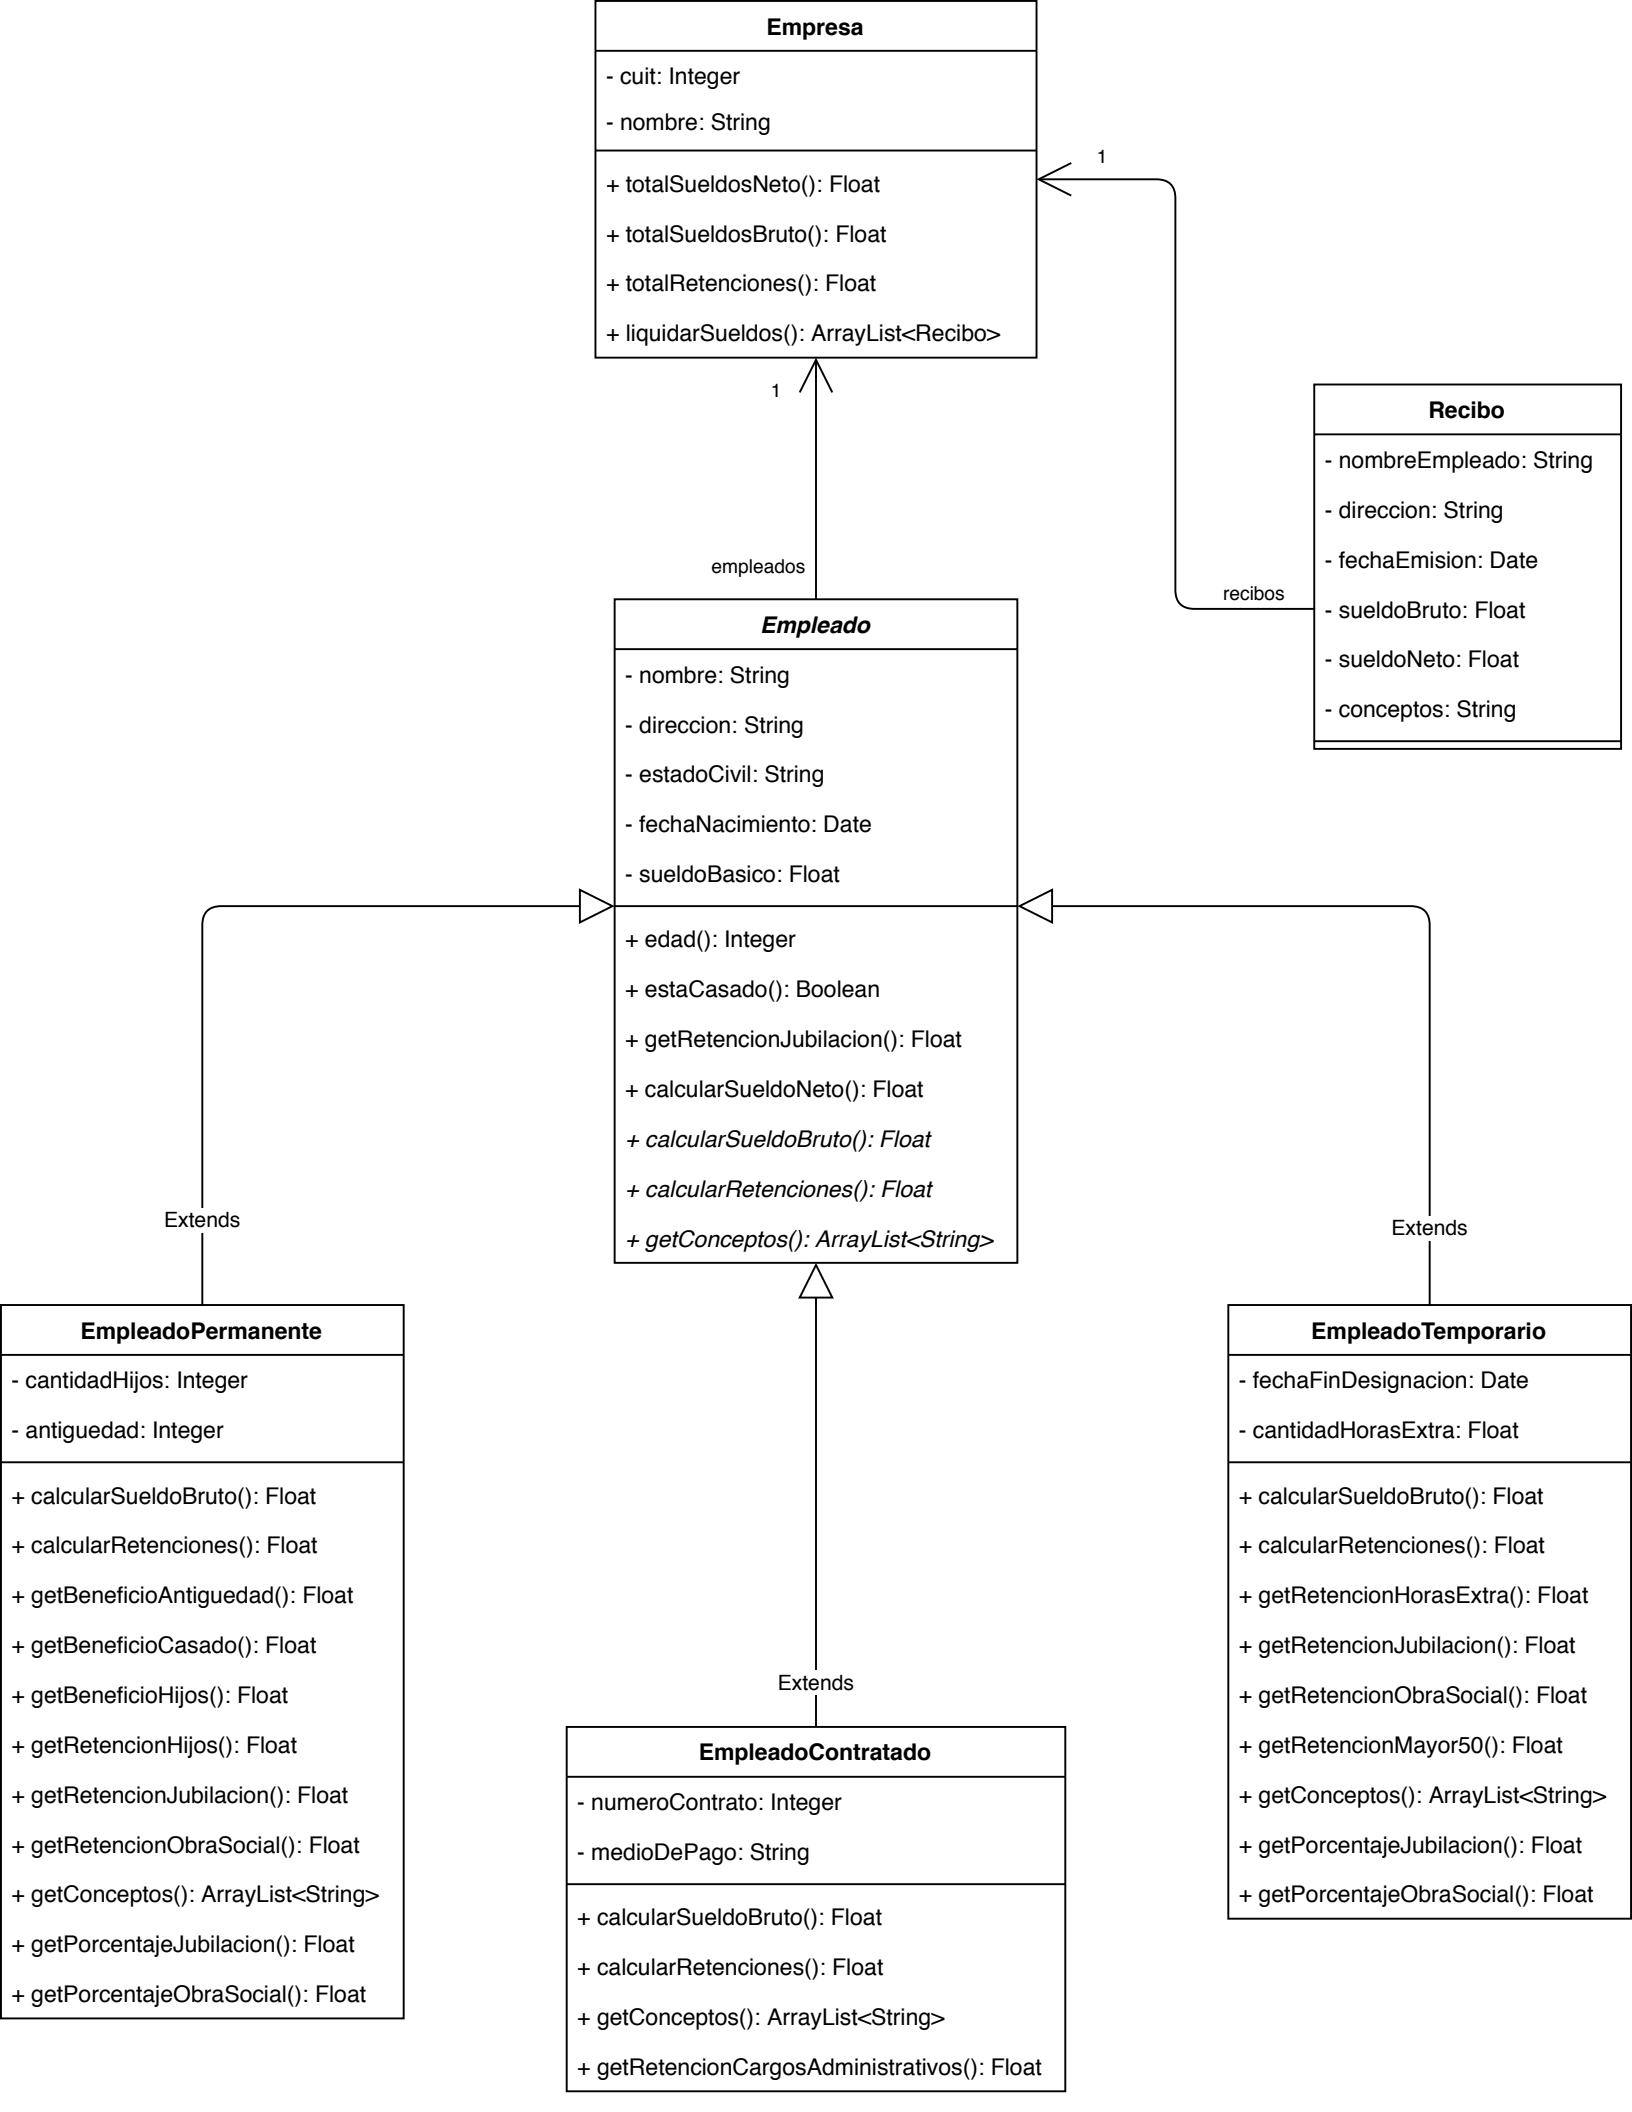 Empresa
- cuit: Integer
- nombre: String
+ totalSueldosNeto(): Float
+ totalSueldosBruto(): Float
+ totalRetenciones(): Float
+ liquidarSueldos(): ArrayList<Recibo>
1
1
empleados
recibos
Recibo
- nombreEmpleado: String
- direccion: String
- fechaEmision: Date
- sueldoBruto: Float
- sueldoNeto: Float
- conceptos: String
Empleado
- nombre: String
- direccion: String
- estadoCivil: String
- fechaNacimiento: Date
- sueldoBasico: Float
+ edad(): Integer
+ estaCasado(): Boolean
+ getRetencionJubilacion(): Float
+ calcularSueldoNeto(): Float
+ calcularSueldoBruto(): Float
+ calcularRetenciones(): Float
+ getConceptos(): ArrayList<String>
Extends
Extends
Extends
EmpleadoPermanente
- cantidadHijos: Integer
- antiguedad: Integer
+ calcularSueldoBruto(): Float
+ calcularRetenciones(): Float
+ getBeneficioAntiguedad(): Float
+ getBeneficioCasado(): Float
+ getBeneficioHijos(): Float
+ getRetencionHijos(): Float
+ getRetencionJubilacion(): Float
+ getRetencionObraSocial(): Float
+ getConceptos(): ArrayList<String>
+ getPorcentajeJubilacion(): Float
+ getPorcentajeObraSocial(): Float
EmpleadoContratado
- numeroContrato: Integer
- medioDePago: String
+ calcularSueldoBruto(): Float
+ calcularRetenciones(): Float
+ getConceptos(): ArrayList<String>
+ getRetencionCargosAdministrativos(): Float
EmpleadoTemporario
- fechaFinDesignacion: Date
- cantidadHorasExtra: Float
+ calcularSueldoBruto(): Float
+ calcularRetenciones(): Float
+ getRetencionHorasExtra(): Float
+ getRetencionJubilacion(): Float
+ getRetencionObraSocial(): Float
+ getRetencionMayor50(): Float
+ getConceptos(): ArrayList<String>
+ getPorcentajeJubilacion(): Float
+ getPorcentajeObraSocial(): Float